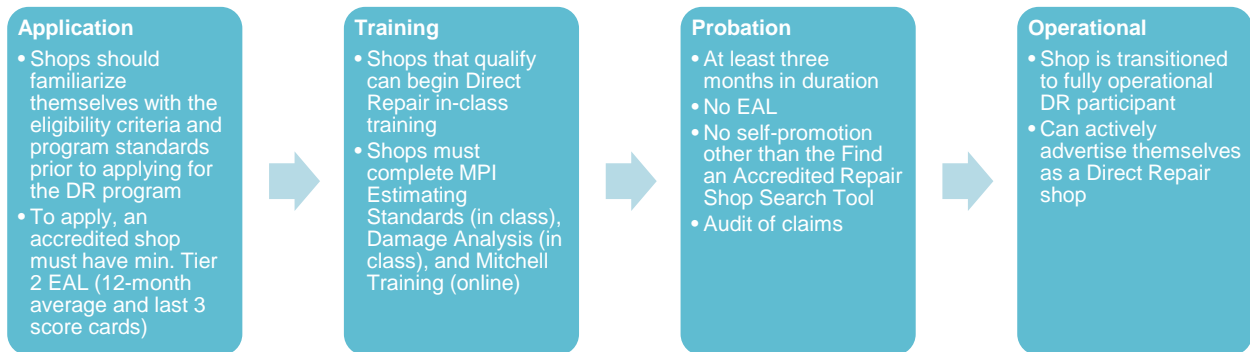 Application
• Shops should
familiarize
themselves with the
eligibility criteria and
program standards
prior to applying for
the DR program
• To apply, an
accredited shop
must have min. Tier
2 EAL (12-month
average and last 3
score cards)
Training
• Shops that qualify
can begin Direct
Repair in-class
training
• Shops must
complete MPI
Estimating
Standards (in class),
Damage Analysis (in
class), and Mitchell
Training (online)
Probation
• At least three
months in duration
• No EAL
• No self-promotion
other than the Find
an Accredited Repair
Shop Search Tool
• Audit of claims
Operational
• Shop is transitioned
to fully operational
DR participant
• Can actively
advertise themselves
as a Direct Repair
shop